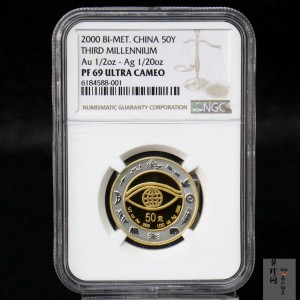 2000 BI-MET. CHINA 50Y
THIRD MILLENNIUM
Au 1/2oz - Ag 1/20oz
PF 69 ULTRA CAMEO
6184588-001
NUMISMATIC GUARANTY CORPORATION
NGC
50元